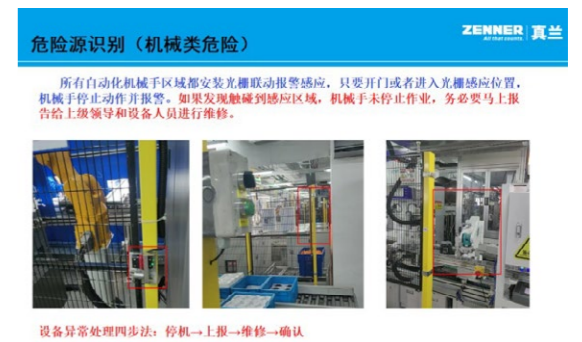 ZENNER 真兰
All that counts.
危险源识别（机械类危险）
所有自动化机械手区域都安装光栅联动报警感应，只要开门或者进入光栅感应位置，
机械手停止动作并报警。如果发现触碰到感应区域，机械手未停止作业，务必要马上报
告给上级领导和设备人员进行维修。
设备异常处理四步法：停机→上报→维修→确认